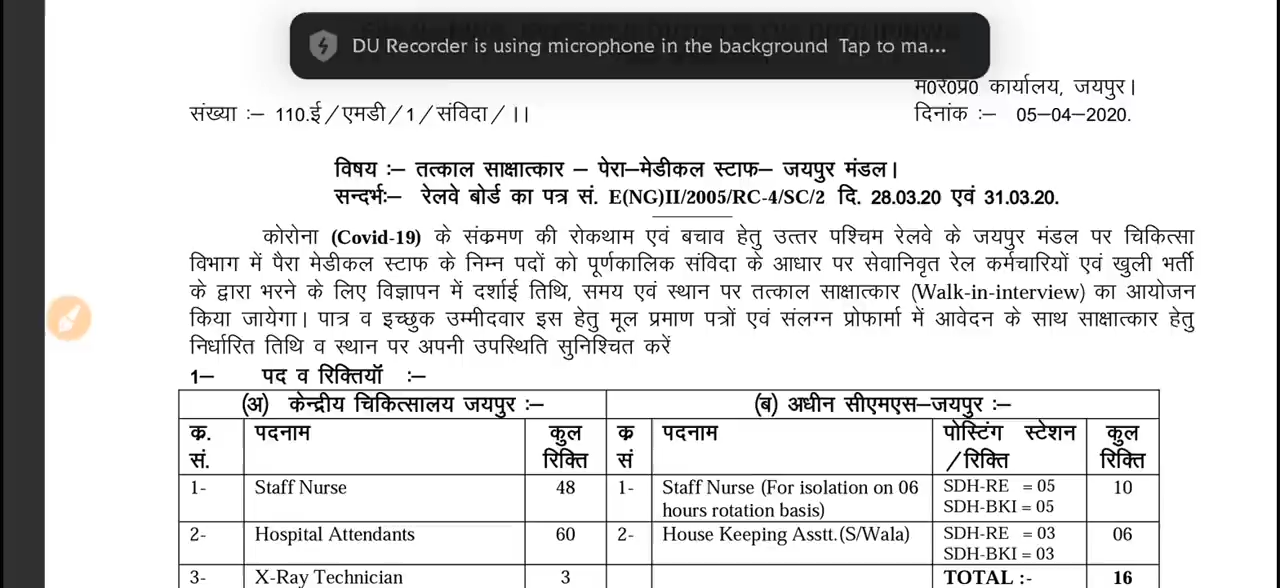 DU Recorder is using microphone in the background Tap to ma...
म0रे0प्र0 कार्यालय, जयपुर।
संख्या :– 110.ई/एमडी/1/संविदा/।।
दिनांक :– 05–04–2020.
विषय :– तत्काल साक्षात्कार – पेरा–मेडीकल स्टाफ– जयपुर मंडल।
सन्दर्भः– रेलवे बोर्ड का पत्र सं. E(NG)II/2005/RC-4/SC/2 दि. 28.03.20 एवं 31.03.20.
कोरोना (Covid-19) के संक्रमण की रोकथाम एवं बचाव हेतु उत्तर पश्चिम रेलवे के जयपुर मंडल पर चिकित्सा
विभाग में पैरा मेडीकल स्टाफ के निम्न पदों को पूर्णकालिक संविदा के आधार पर सेवानिवृत रेल कर्मचारियों एवं खुली भर्ती
के द्वारा भरने के लिए विज्ञापन में दर्शाई तिथि, समय एवं स्थान पर तत्काल साक्षात्कार (Walk-in-interview) का आयोजन
किया जायेगा। पात्र व इच्छुक उम्मीदवार इस हेतु मूल प्रमाण पत्रों एवं संलग्न प्रोफार्मा में आवेदन के साथ साक्षात्कार हेतु
निर्धारित तिथि व स्थान पर अपनी उपस्थिति सुनिश्चित करें
1– पद व रिक्तियॉ :–
(अ) केन्द्रीय चिकित्सालय जयपुर :– (ब) अधीन सीएमएस–जयपुर :–
क्र. सं. पदनाम कुल रिक्ति क्र सं पदनाम पोस्टिंग स्टेशन /रिक्ति कुल रिक्ति
1- Staff Nurse 48 1- Staff Nurse (For isolation on 06 SDH-RE = 05 10
hours rotation basis) SDH-BKI = 05
2- Hospital Attendants 60 2- House Keeping Asstt.(S/Wala) SDH-RE = 03 06
SDH-BKI = 03
3- X-Ray Technician 3 TOTAL :- 16